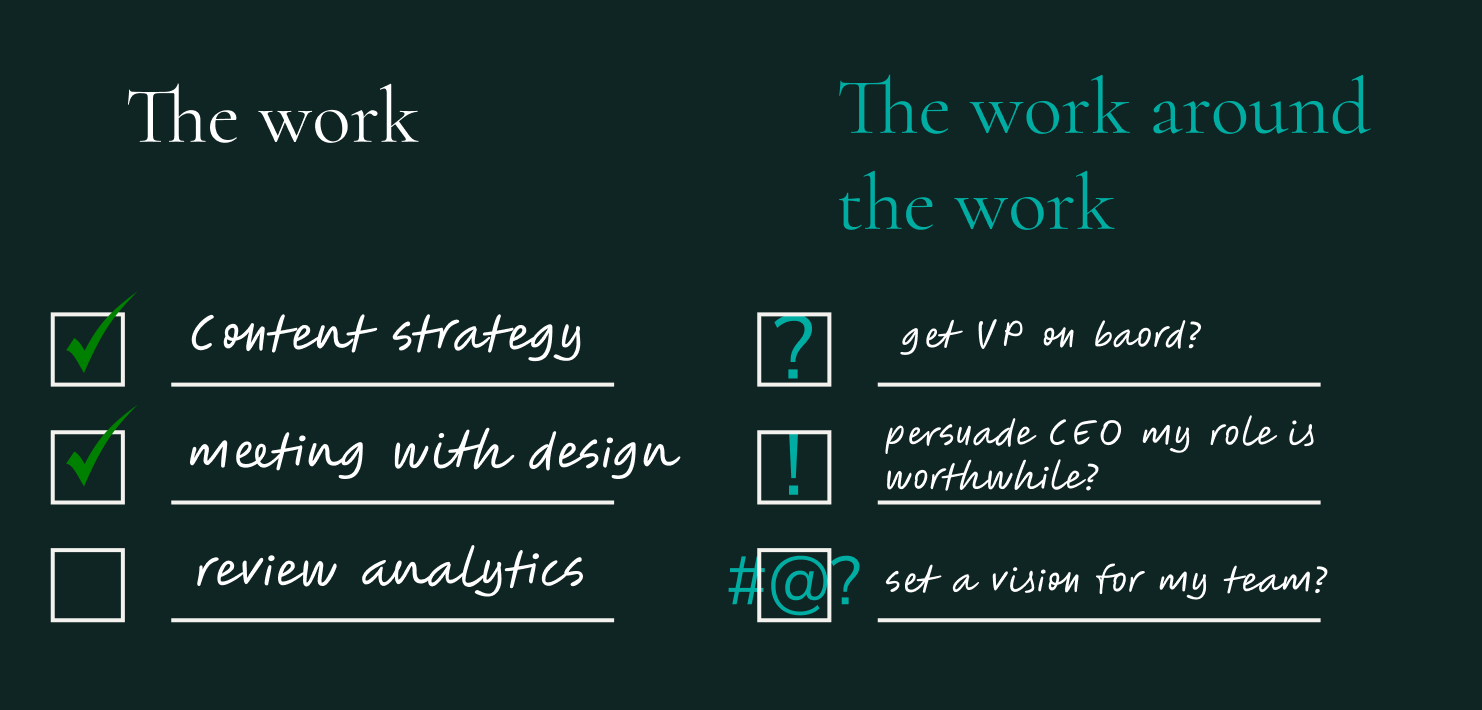 The work
Content strategy
meeting with design
review analytics
The work around
the work
? get VP on baord?
! persuade CEO my role is
worthwhile?
#@? set a vision for my team?